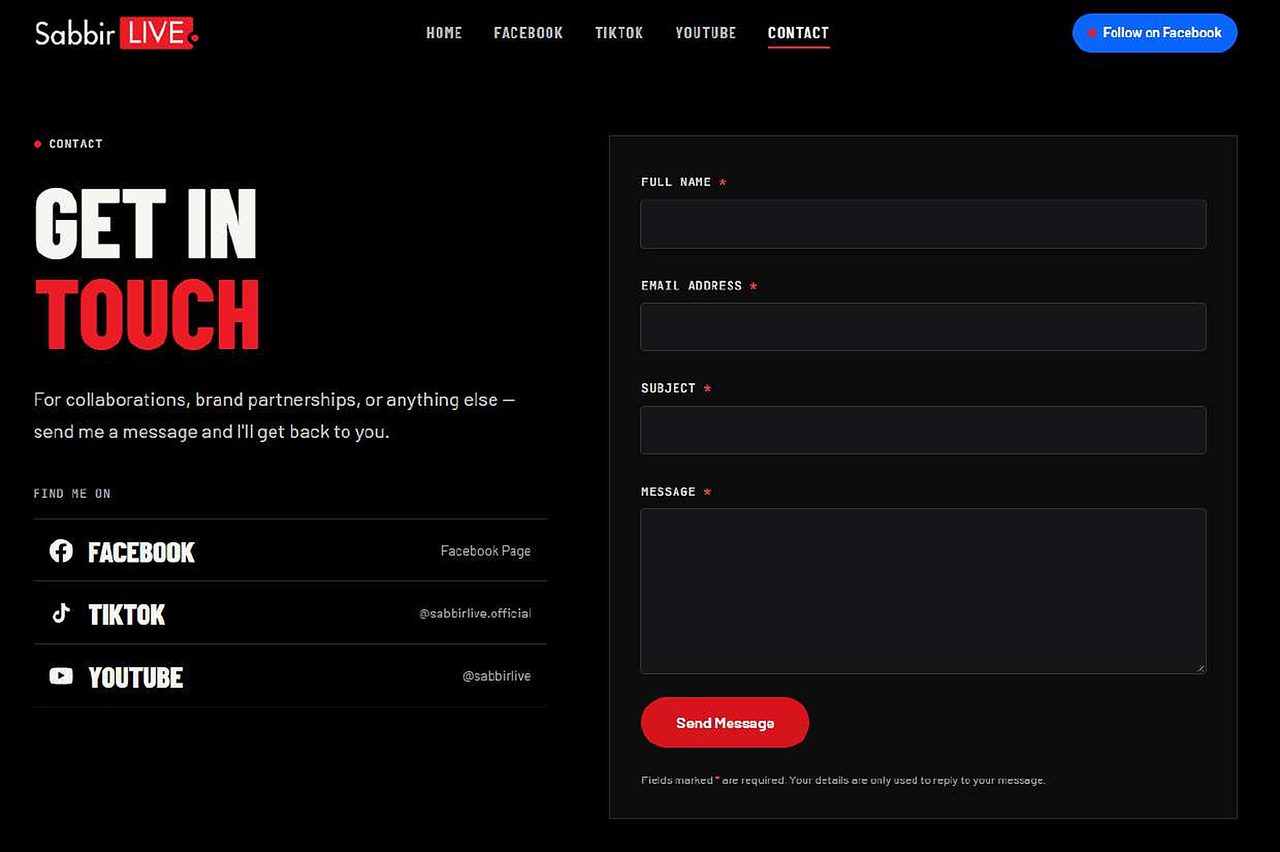 Sabbir LIVE
HOME FACEBOOK TIKTOK YOUTUBE CONTACT
Follow on Facebook
CONTACT
GET IN
TOUCH
For collaborations, brand partnerships, or anything else —
send me a message and I'll get back to you.
FIND ME ON
FACEBOOK Facebook Page
TIKTOK @sabbirlive.official
YOUTUBE @sabbirlive
FULL NAME *
EMAIL ADDRESS *
SUBJECT *
MESSAGE *
Send Message
Fields marked * are required. Your details are only used to reply to your message.